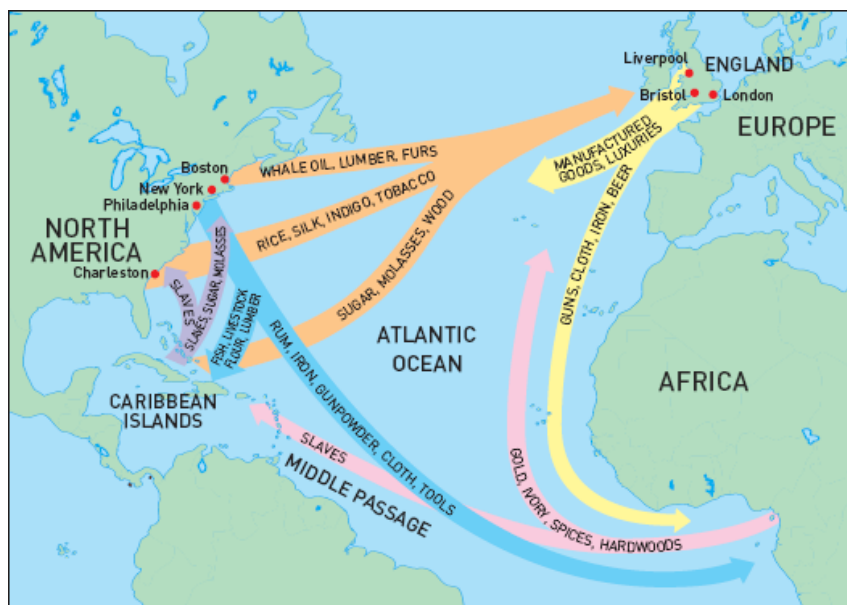 Liverpool
ENGLAND
Bristol
London
EUROPE
MANUFACTURED
GOODS, LUXURIES
Boston
WHALE OIL, LUMBER, FURS
New York
Philadelphia
RICE, SILK, INDIGO, TOBACCO
NORTH
AMERICA
SUGAR, MOLASSES, WOOD
GUNS, CLOTH, IRON, BEER
Charleston
SLAVES
SLAVES, SUGAR, MOLASSES
FISH, LIVESTOCK
FLOUR, LUMBER
ATLANTIC
OCEAN
AFRICA
CARIBBEAN
ISLANDS
RUM, IRON, GUNPOWDER, CLOTH, TOOLS
SLAVES
MIDDLE PASSAGE
GOLD, IVORY, SPICES, HARDWOODS